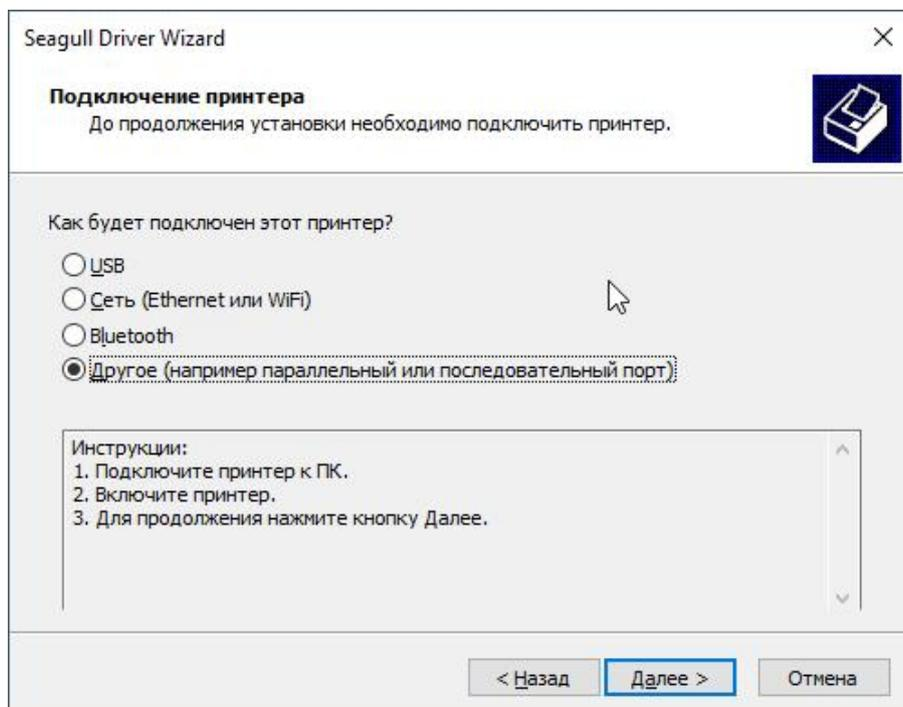 Seagull Driver Wizard
Подключение принтера
До продолжения установки необходимо подключить принтер.
Как будет подключен этот принтер?
USB
Сеть (Ethernet или WiFi)
Bluetooth
Другое (например параллельный или последовательный порт)
Инструкции:
1. Подключите принтер к ПК.
2. Включите принтер.
3. Для продолжения нажмите кнопку Далее.
< Назад Далее > Отмена